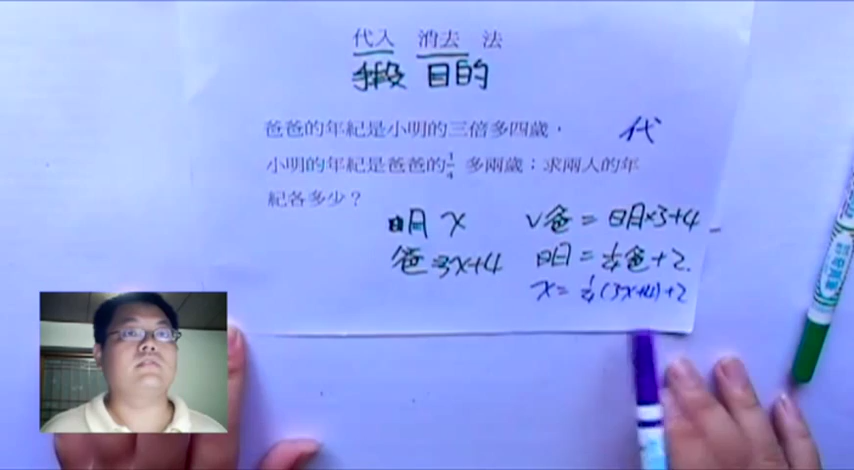 代入 消去 法
手段 目的
爸爸的年紀是小明的三倍多四歲，
代
小明的年紀是爸爸的1/4 多兩歲；求兩人的年
紀各多少？
明 x
v爸 = 明×3+4
爸=3x+4
明 = 1/4爸+2
x = 1/4(3x+4)+2